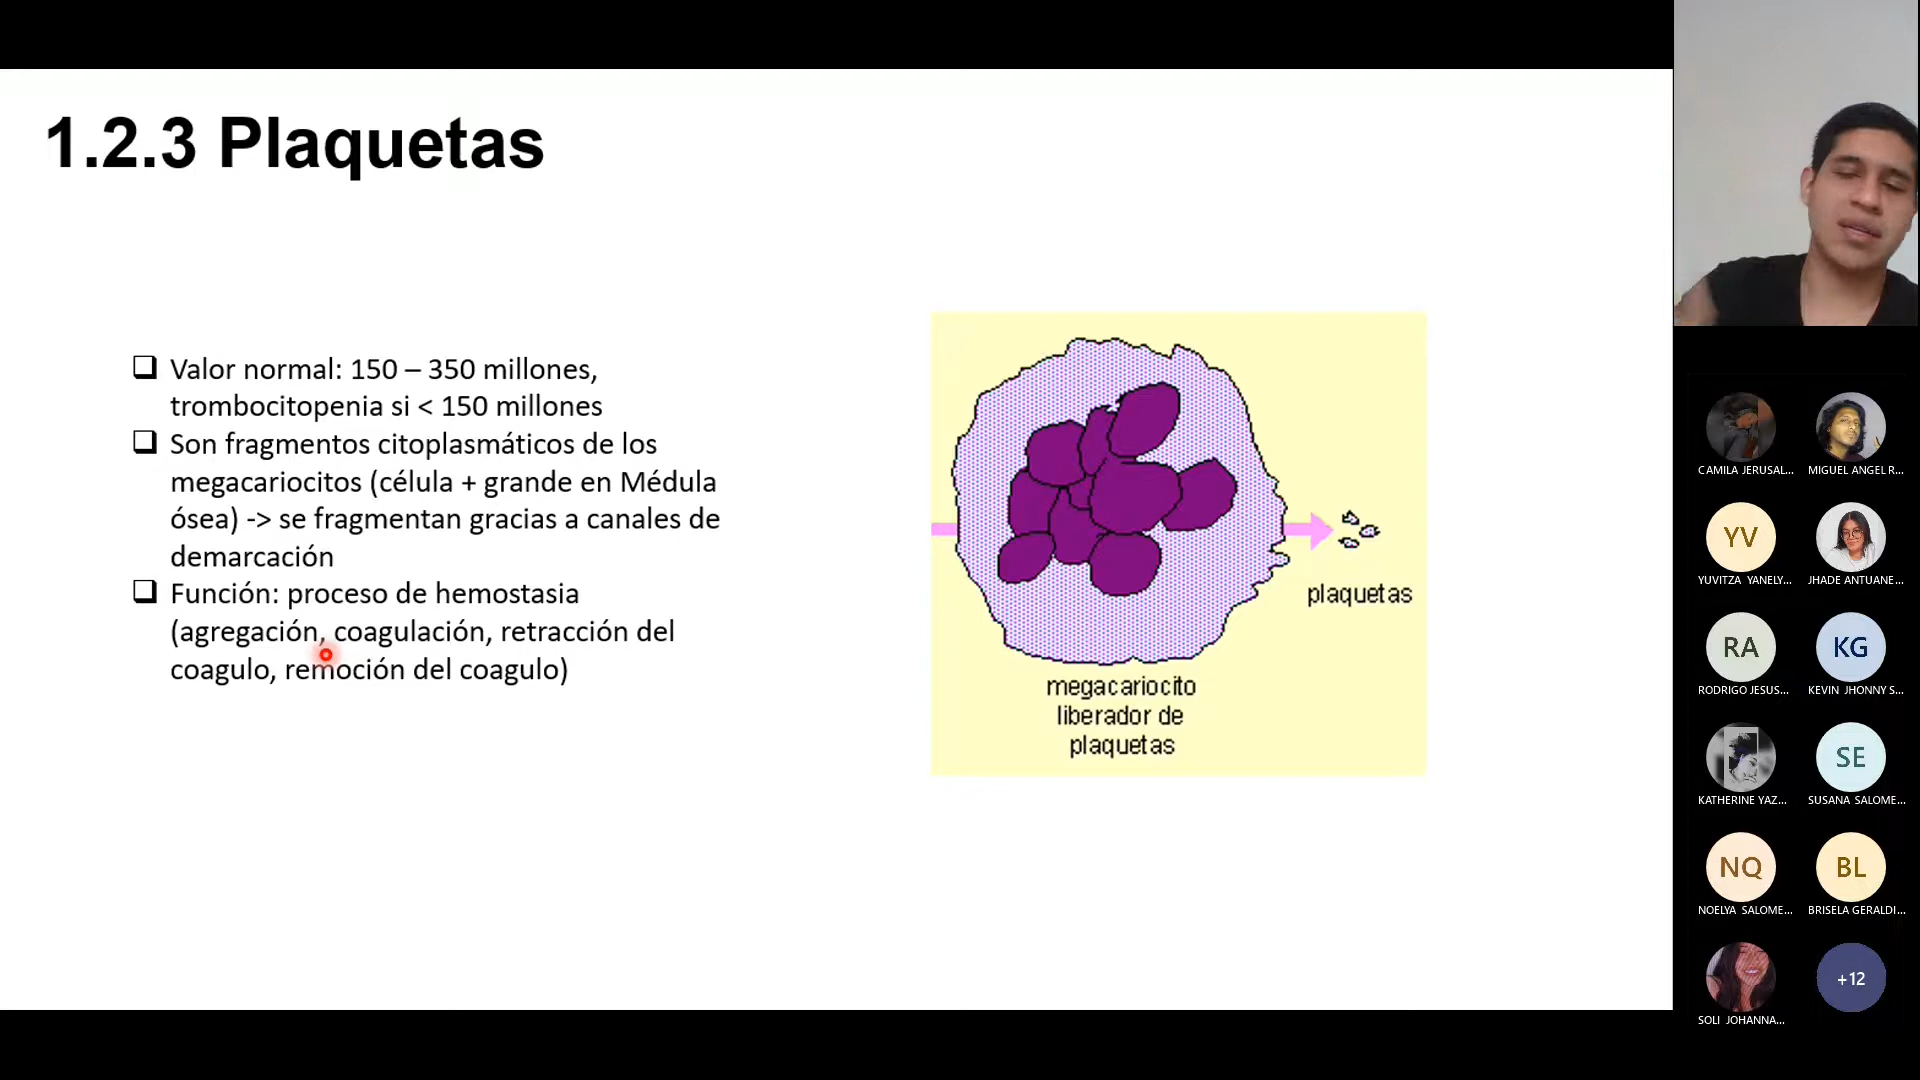 1.2.3 Plaquetas
Valor normal: 150 – 350 millones,
trombocitopenia si < 150 millones
Son fragmentos citoplasmáticos de los
megacariocitos (célula + grande en Médula
ósea) -> se fragmentan gracias a canales de
demarcación
Función: proceso de hemostasia
(agregación, coagulación, retracción del
coagulo, remoción del coagulo)
plaquetas
megacariocito
liberador de
plaquetas
CAMILA JERUSAL...
MIGUEL ANGEL R...
YV
YUVITZA YANELY...
JHADE ANTUANE...
RA
RODRIGO JESUS...
KG
KEVIN JHONNY S...
KATHERINE YAZ...
SE
SUSANA SALOME...
NQ
NOELYA SALOME...
BL
BRISELA GERALDI...
SOLI JOHANNA...
+12